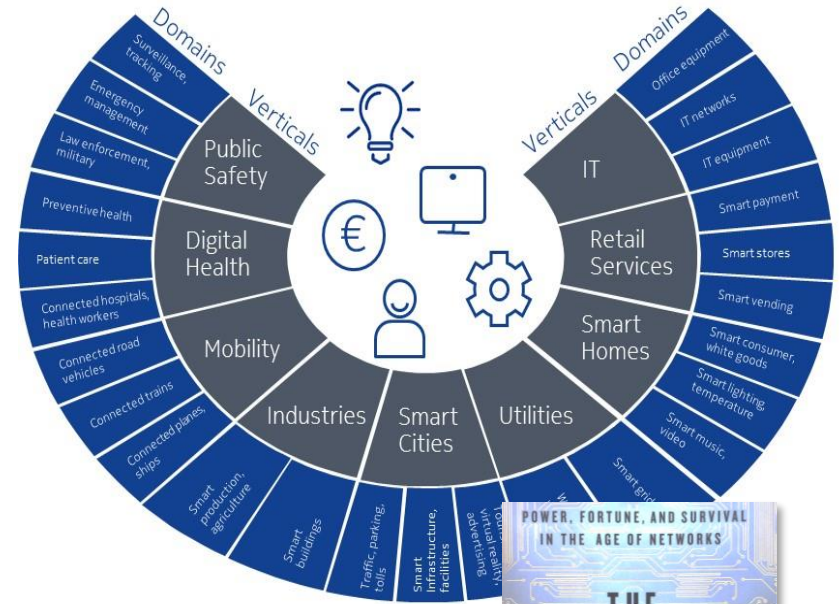 Domains
Surveillance,
tracking
Emergency
management
Law enforcement,
military
Preventive health
Patient care
Connected hospitals,
health workers
Connected road
vehicles
Connected trains
Connected planes,
ships
Smart
production,
agriculture
Smart
buildings
Traffic, parking,
tolls
Smart
Infrastructure,
facilities
virtual reality,
advertising
Smart grid
Smart music,
video
Smart lighting,
temperature
Smart consumer,
white goods
Smart vending
Smart stores
Smart payment
IT equipment
IT networks
Office equipment
Domains
Verticals
Public
Safety
Digital
Health
Mobility
Industries
Smart
Cities
Utilities
Smart
Homes
Retail
Services
IT
Verticals
€
POWER, FORTUNE, AND SURVIVAL
IN THE AGE OF NETWORKS
THE